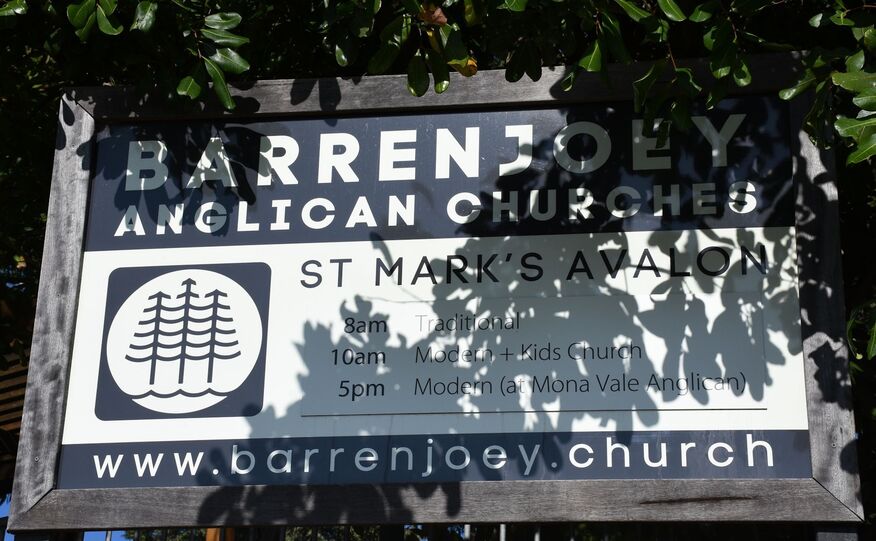 BARRENJOEY
ANGLICAN CHURCHES
ST MARK'S AVALON
8am Traditional
10am Modern + Kids Church
5pm Modern (at Mona Vale Anglican)
www.barrenjoey.church